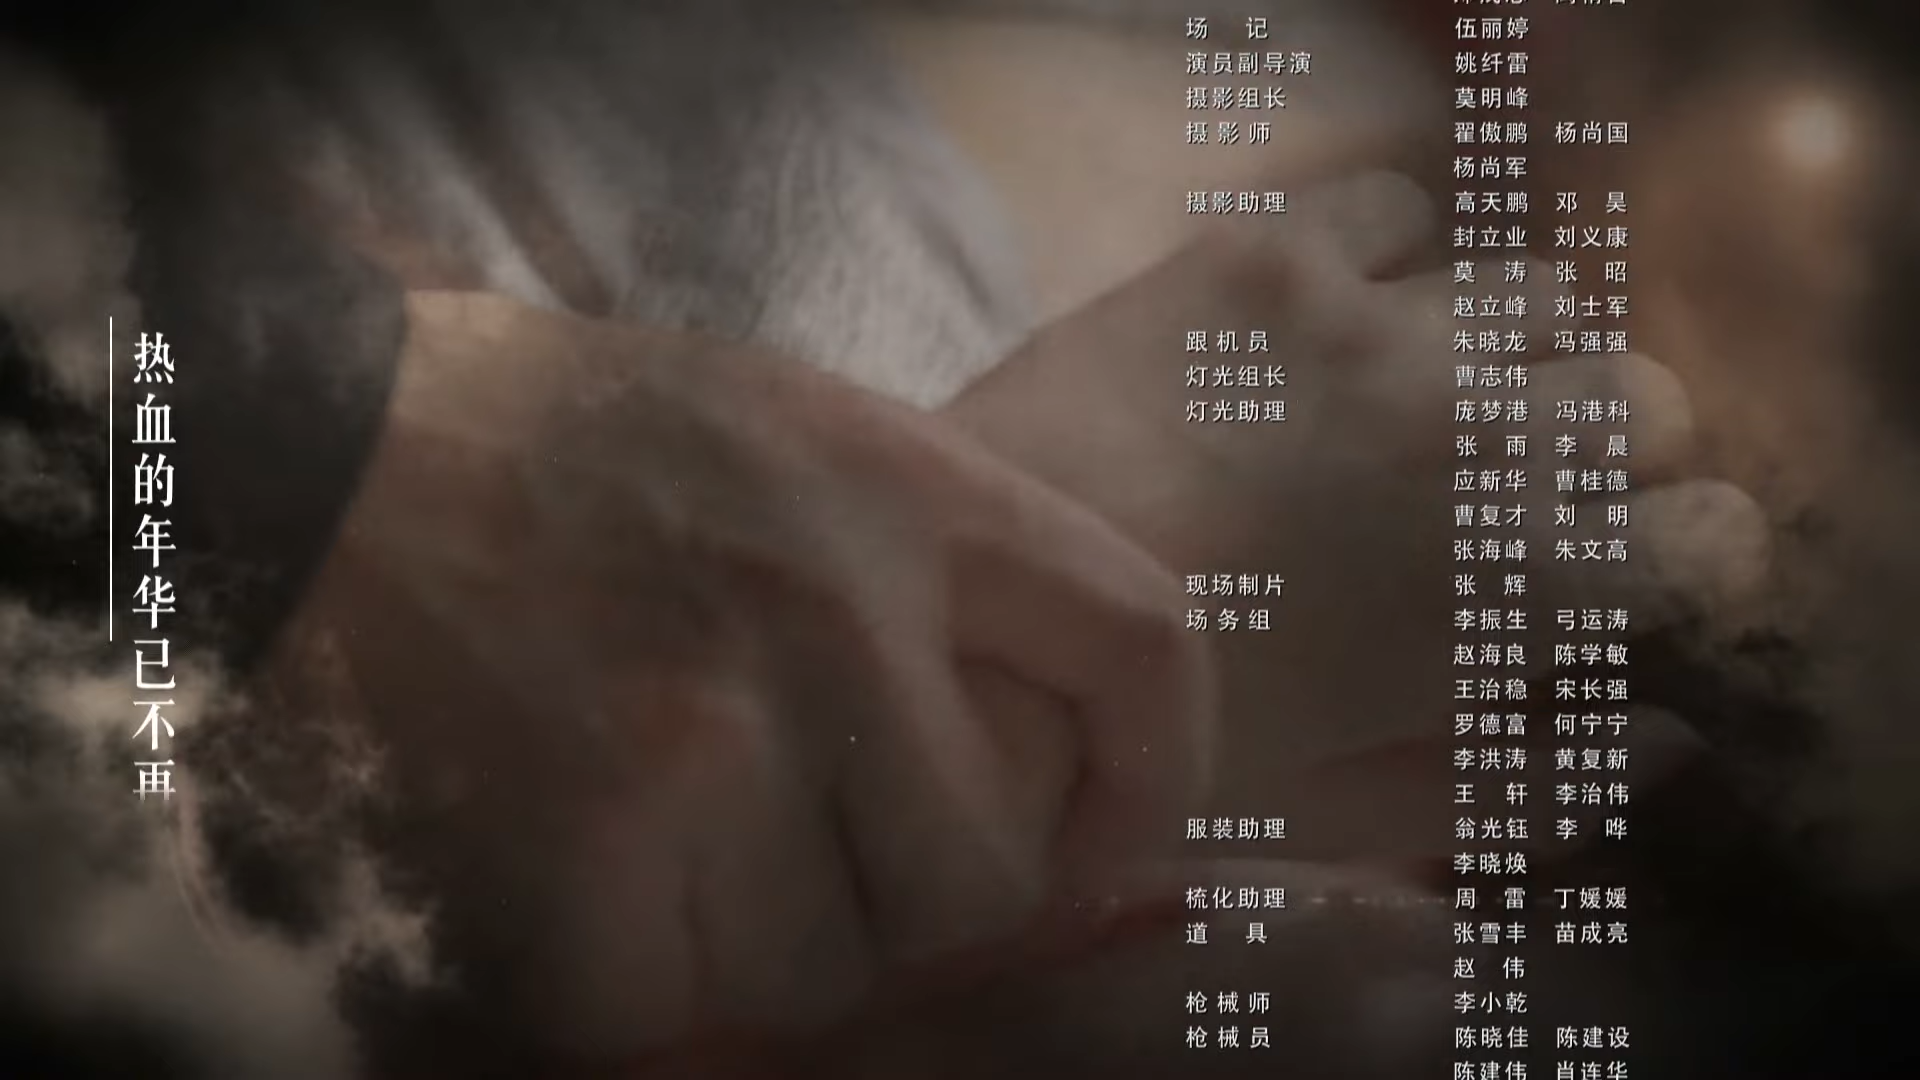 热血的年华已不再
场 记 伍丽婷
演员副导演 姚纤雷
摄影组长 莫明峰
摄影师 翟傲鹏 杨尚国
杨尚军
摄影助理 高天鹏 邓 昊
封立业 刘义康
莫 涛 张 昭
赵立峰 刘士军
跟机员 朱晓龙 冯强强
灯光组长 曹志伟
灯光助理 庞梦港 冯港科
张 雨 李 晨
应新华 曹桂德
曹复才 刘 明
张海峰 朱文高
现场制片 张 辉
场务组 李振生 弓运涛
赵海良 陈学敏
王治稳 宋长强
罗德富 何宁宁
李洪涛 黄复新
王 轩 李治伟
服装助理 翁光钰 李 哗
李晓焕
梳化助理 周 雷 丁媛媛
道 具 张雪丰 苗成亮
赵 伟
枪械师 李小乾
枪械员 陈晓佳 陈建设
陈建伟 肖连华